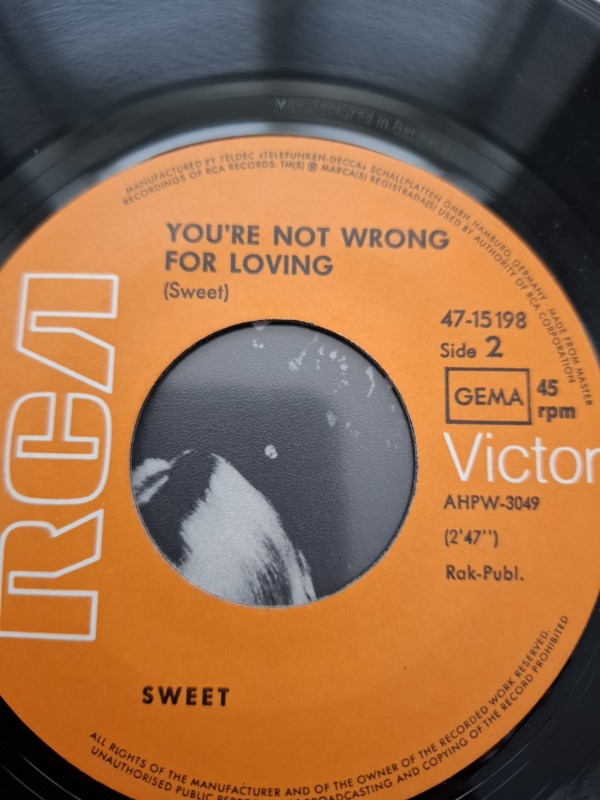 Manufactured in Germany
MANUFACTURED BY TELDEC »TELEFUNKEN-DECCA« SCHALLPLATTEN GMBH, HAMBURG, GERMANY MADE FROM MASTER
RECORDINGS OF RCA RECORDS. TM(S) ® MARCA(S) REGISTRADA(S) USED BY AUTHORITY OF RCA CORPORATION
YOU'RE NOT WRONG
FOR LOVING
(Sweet)
47-15198
Side 2
GEMA
45
rpm
RCA
Victor
AHPW-3049
(2'47'')
Rak-Publ.
SWEET
ALL RIGHTS OF THE MANUFACTURER AND OF THE OWNER OF THE RECORDED WORK RESERVED.
UNAUTHORISED PUBLIC PERFORMANCE BROADCASTING AND COPYING OF THE RECORD PROHIBITED